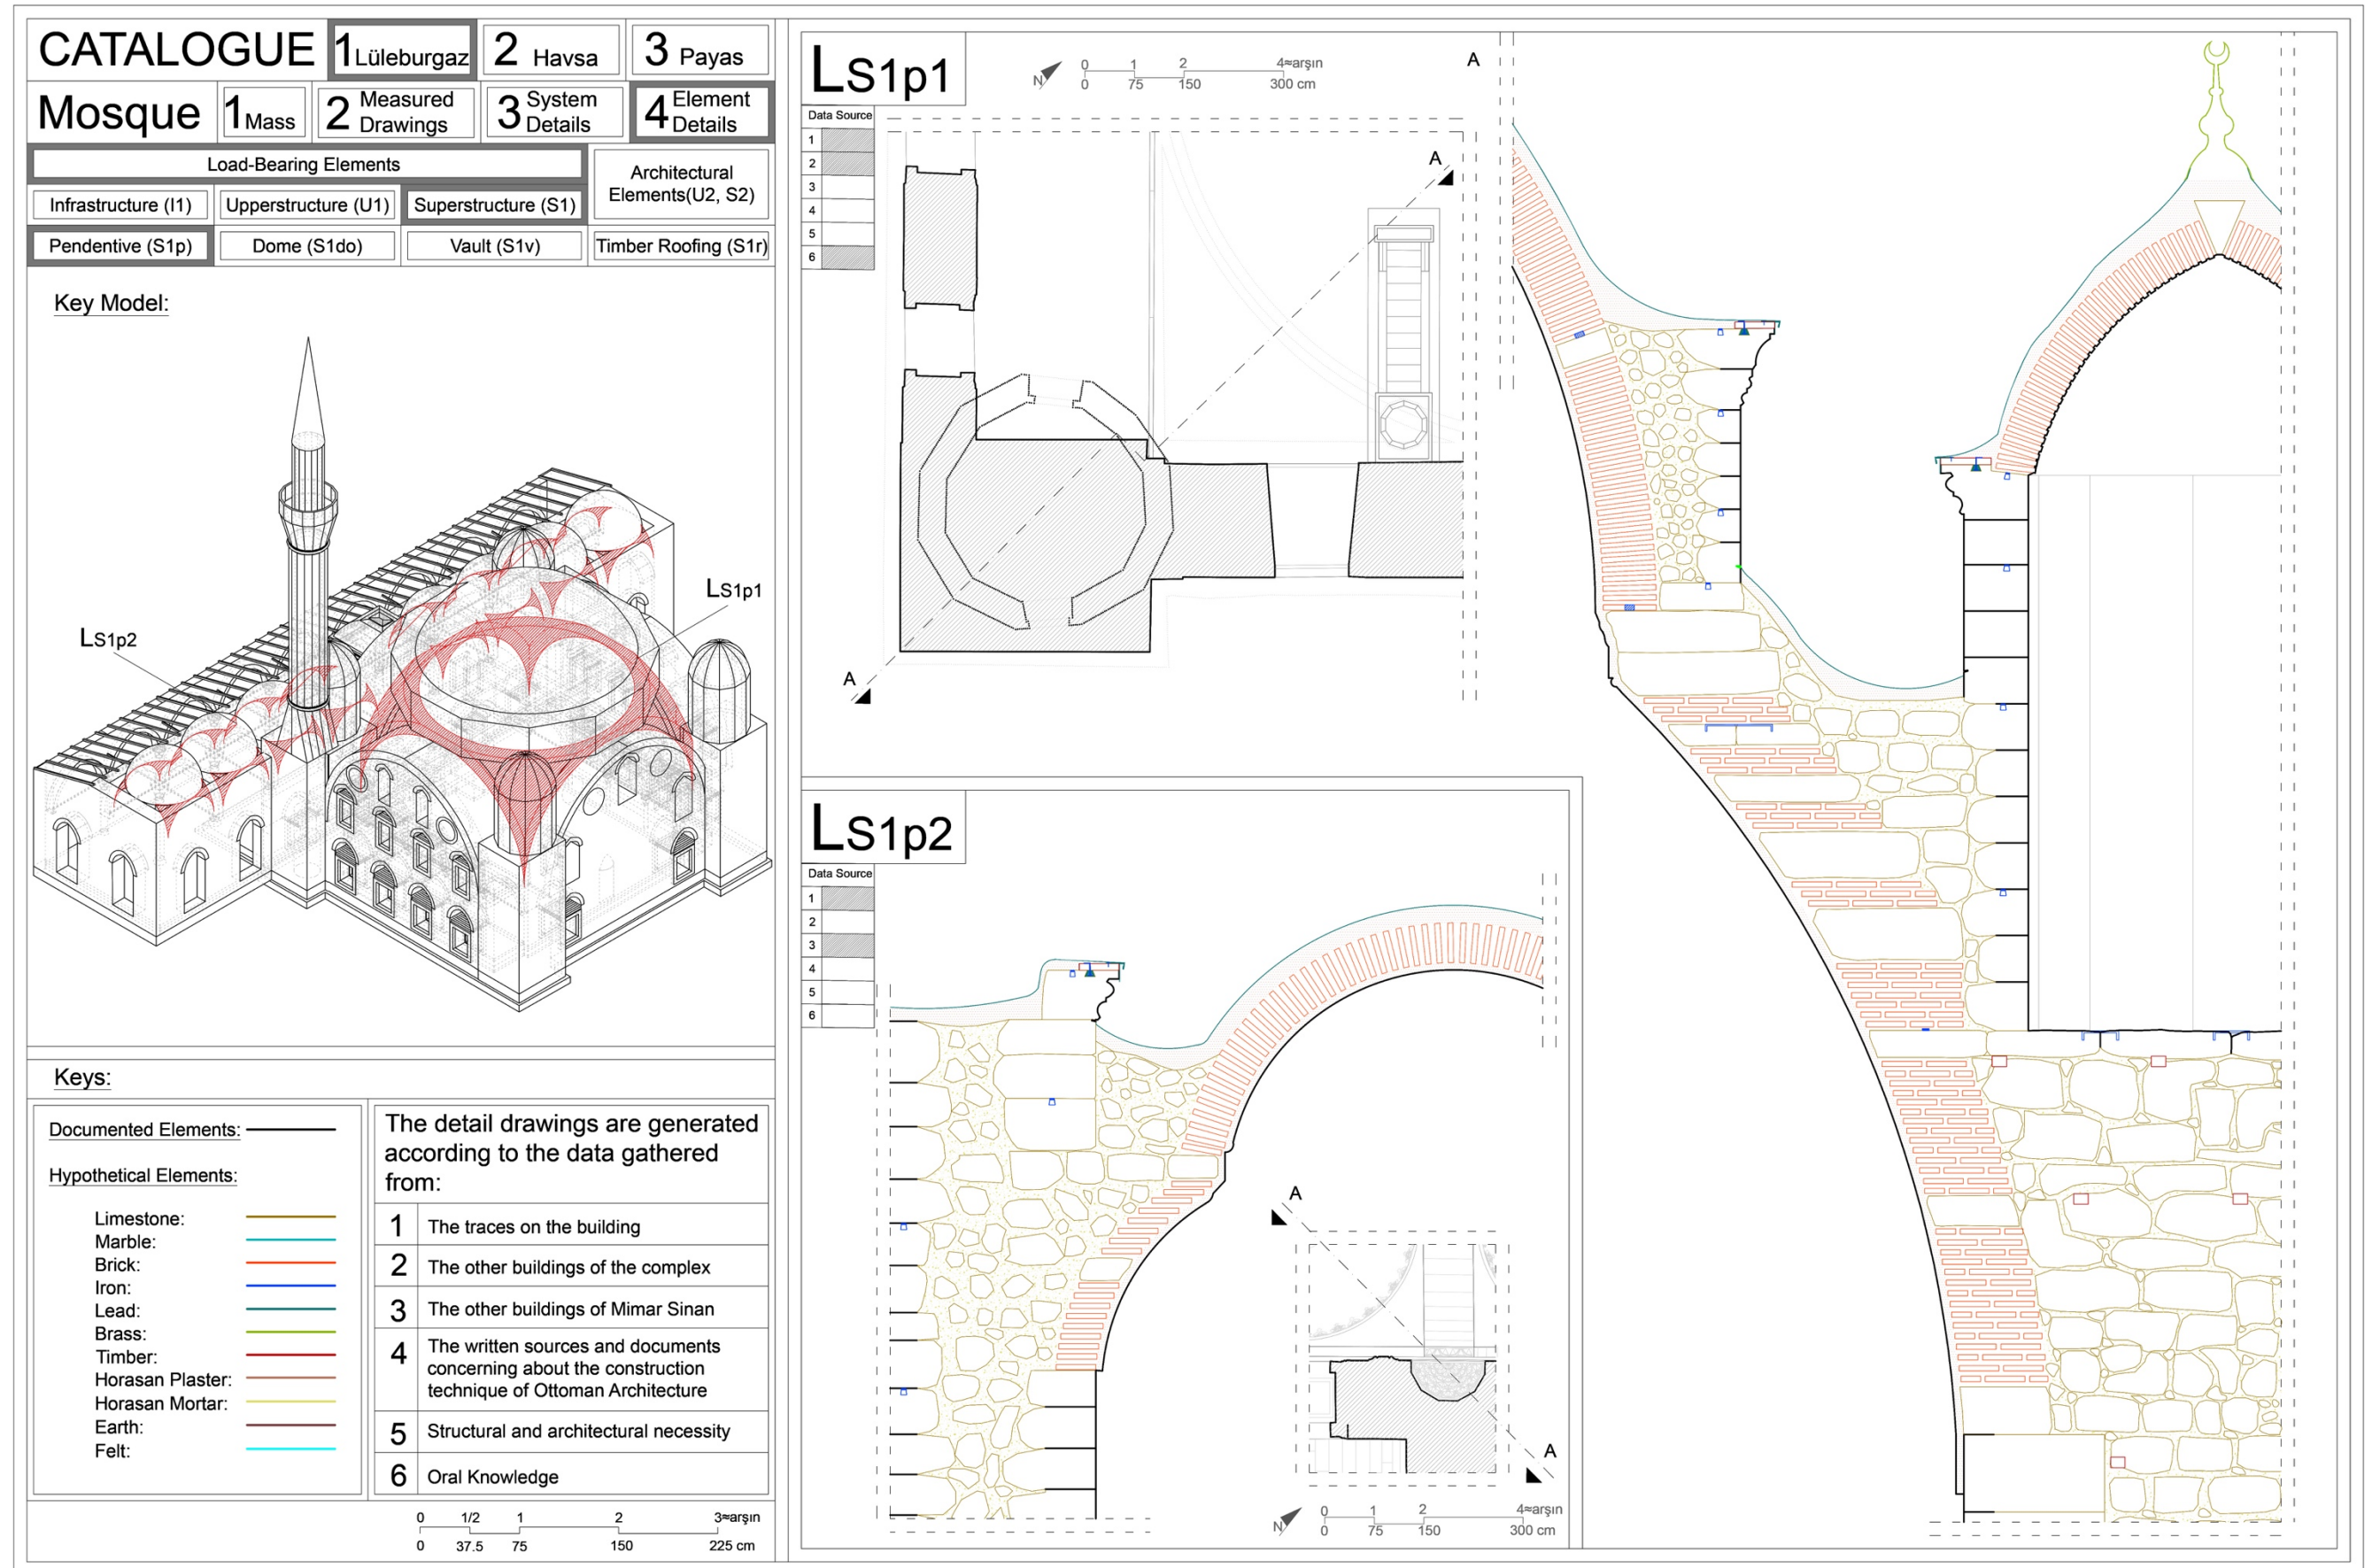 CATALOGUE
1 Lüleburgaz
2 Havsa
3 Payas
Mosque
1 Mass
2 Measured
Drawings
3 System
Details
4 Element
Details
Load-Bearing Elements
Architectural
Elements(U2, S2)
Infrastructure (I1)
Upperstructure (U1)
Superstructure (S1)
Pendentive (S1p)
Dome (S1do)
Vault (S1v)
Timber Roofing (S1r)
Key Model:
LS1p1
LS1p2
Keys:
Documented Elements:
Hypothetical Elements:
Limestone:
Marble:
Brick:
Iron:
Lead:
Brass:
Timber:
Horasan Plaster:
Horasan Mortar:
Earth:
Felt:
The detail drawings are generated
according to the data gathered
from:
1 The traces on the building
2 The other buildings of the complex
3 The other buildings of Mimar Sinan
4 The written sources and documents
concerning about the construction
technique of Ottoman Architecture
5 Structural and architectural necessity
6 Oral Knowledge
0 1/2 1 2 3≈arşın
0 37.5 75 150 225 cm
LS1p1
N
0 1 2 4≈arşın
0 75 150 300 cm
A
Data Source
1
2
3
4
5
6
A
A
LS1p2
Data Source
1
2
3
4
5
6
A
A
N
0 1 2 4≈arşın
0 75 150 300 cm